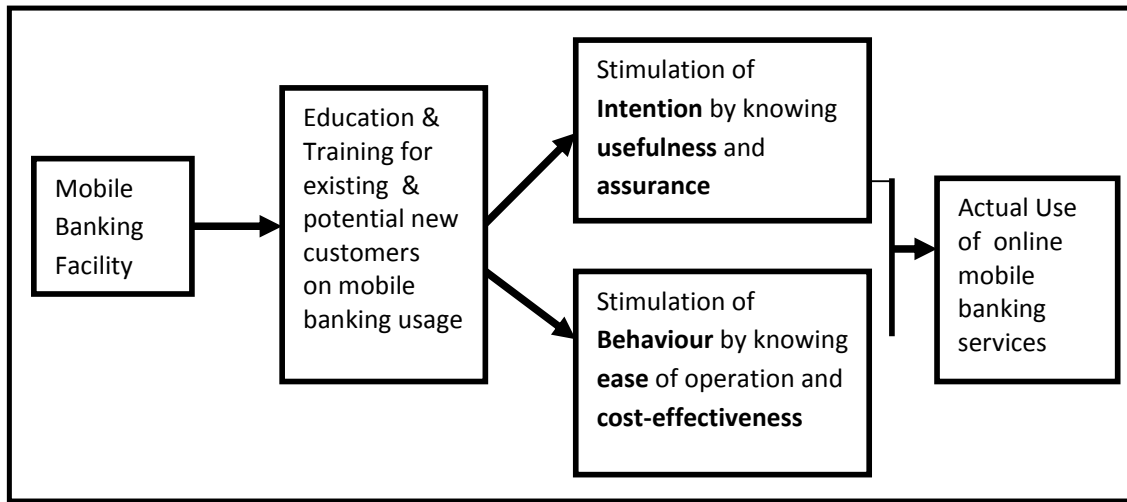 Mobile
Banking
Facility
Education &
Training for
existing &
potential new
customers
on mobile
banking usage
Stimulation of
Intention by knowing
usefulness and
assurance
Stimulation of
Behaviour by knowing
ease of operation and
cost-effectiveness
Actual Use
of online
mobile
banking
services